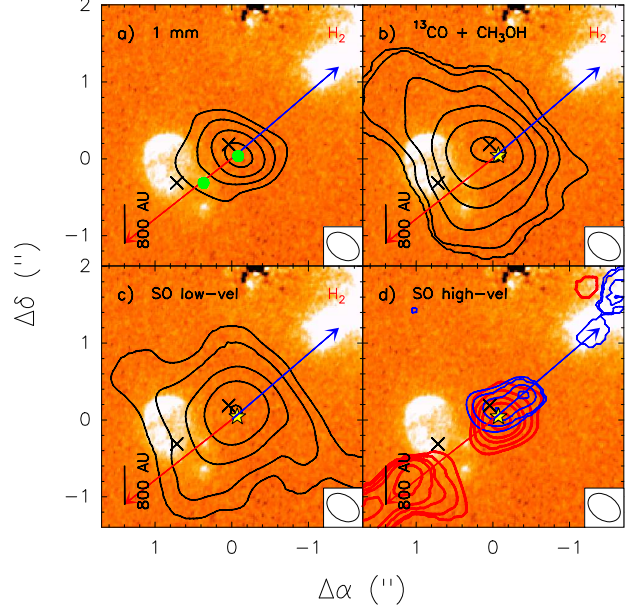 2
a) 1 mm H₂
b) ¹³CO + CH₃OH H₂
1
0
800 AU
800 AU
−1
2
c) SO low-vel H₂
d) SO high-vel
1
0
800 AU
800 AU
−1
1 0 −1
1 0 −1
Δδ ('')
Δα ('')